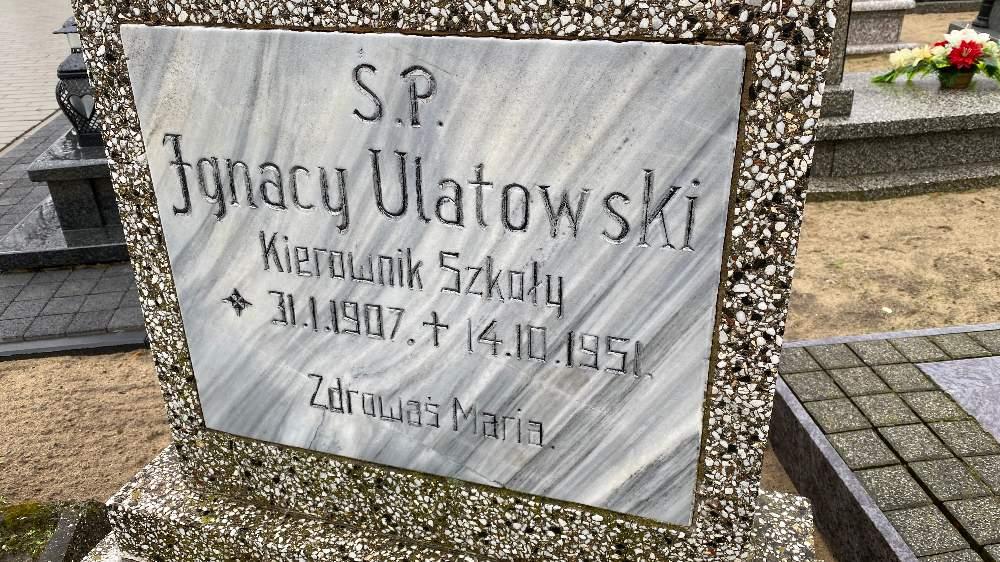 Ś.P.
Ignacy Ulatowski
Kierownik Szkoły
31.1.1907. † 14.10.1951.
Zdrowaś Maria.